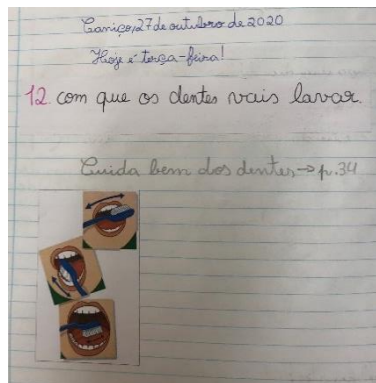 Caniço, 27 de outubro de 2020
Hoje é terça-feira!
12. com que os dentes vais lavar.
Cuida bem dos dentes → p.34